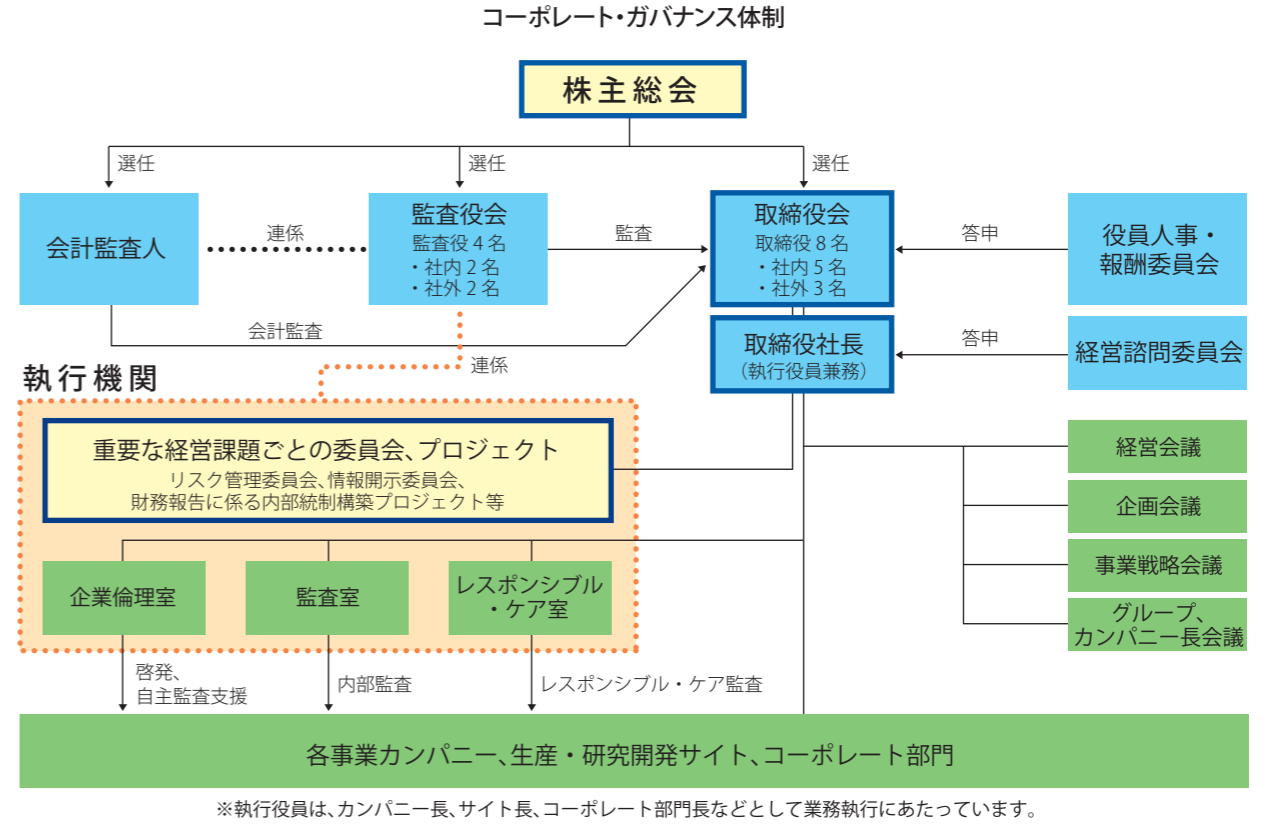 コーポレート・ガバナンス体制
株主総会
選任
選任
選任
会計監査人
連係
監査役会
監査役4名
・社内2名
・社外2名
監査
取締役会
取締役8名
・社内5名
・社外3名
答申
役員人事・
報酬委員会
会計監査
連係
取締役社長
（執行役員兼務）
答申
経営諮問委員会
執行機関
重要な経営課題ごとの委員会、プロジェクト
リスク管理委員会、情報開示委員会、
財務報告に係る内部統制構築プロジェクト等
経営会議
企画会議
事業戦略会議
グループ、
カンパニー長会議
企業倫理室
監査室
レスポンシブル
・ケア室
啓発、
自主監査支援
内部監査
レスポンシブル・ケア監査
各事業カンパニー、生産・研究開発サイト、コーポレート部門
※執行役員は、カンパニー長、サイト長、コーポレート部門長などとして業務執行にあたっています。